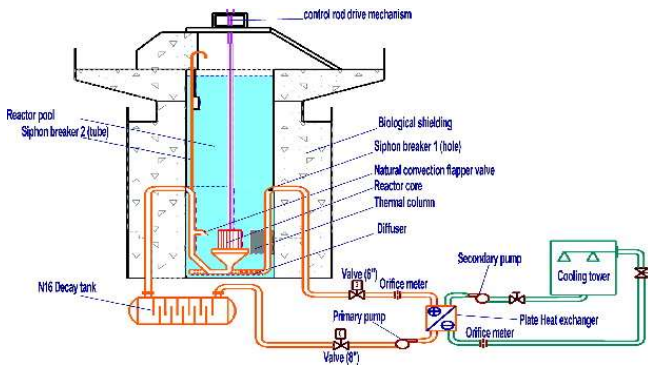 control rod drive mechanism
Reactor pool
Siphon breaker 2 (tube)
Biological shielding
Siphon breaker 1 (hole)
Natural convection flapper valve
Reactor core
Thermal column
Diffuser
N16 Decay tank
Valve (6")
Orifice meter
Secondary pump
Cooling tower
Primary pump
Plate Heat exchanger
Orifice meter
Valve (8")